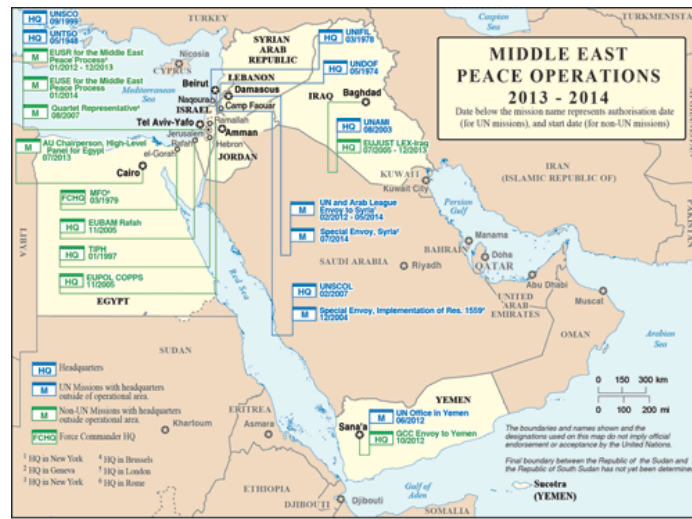 MIDDLE EAST
PEACE OPERATIONS
2013 - 2014
Date below the mission name represents authorisation date
(for UN missions), and start date (for non-UN missions)
HQ UNSCO
09/1999
HQ UNTSO
05/1948
M EUSR for the Middle East
Peace Process
01/2012 - 12/2013
M EUSE for the Middle East
Peace Process
01/2014
M Quartet Representative
08/2007
M AU Chairperson, High-Level
Panel for Egypt
07/2013
FCHQ MFO
03/1979
HQ EUBAM Rafah
11/2005
HQ TIPH
01/1997
HQ EUPOL COPPS
11/2005
HQ UNIFIL
03/1978
HQ UNDOF
05/1974
HQ UNAMI
08/2003
HQ EUJUST LEX-Iraq
07/2005 - 12/2013
M UN and Arab League
Envoy to Syria
02/2012 - 05/2014
M Special Envoy, Syria
07/2014
HQ UNSCOL
02/2007
M Special Envoy, Implementation of Res. 1559
12/2004
M UN Office in Yemen
06/2012
HQ GCC Envoy to Yemen
10/2012
TURKEY
Caspian
Sea
TURKMENISTA
SYRIAN
ARAB
REPUBLIC
Nicosia
CYPRUS
Mediterranean
Sea
Beirut
LEBANON
Damascus
Naqoura
Camp Faouar
ISRAEL
Tel Aviv-Yafo
Ramallah
Amman
Jerusalem
Rafah
Hebron
el-Gorah
JORDAN
IRAQ
Baghdad
IRAN
(ISLAMIC REPUBLIC OF)
KUWAIT
Kuwait City
Persian
Gulf
Cairo
LIBYA
EGYPT
Red Sea
SAUDI ARABIA
Riyadh
Manama
BAHRAIN
Doha
QATAR
Abu Dhabi
UNITED
ARAB
EMIRATES
Muscat
OMAN
Arabian
Sea
SUDAN
Khartoum
ERITREA
Asmara
ETHIOPIA
YEMEN
Sana'a
Gulf of
Aden
DJIBOUTI
Djibouti
SOMALIA
Socotra
(YEMEN)
0 150 300 km
0 100 200 mi
HQ Headquarters
M UN Missions with headquarters
outside of operational area.
M Non-UN Missions with headquarters
outside of operational area.
FCHQ Force Commander HQ
1 HQ in New York
2 HQ in Geneva
3 HQ in New York
4 HQ in Brussels
5 HQ in London
6 HQ in Rome
The boundaries and names shown and the
designations used on this map do not imply official
endorsement or acceptance by the United Nations.
Final boundary between the Republic of the Sudan and
the Republic of South Sudan has not yet been determine